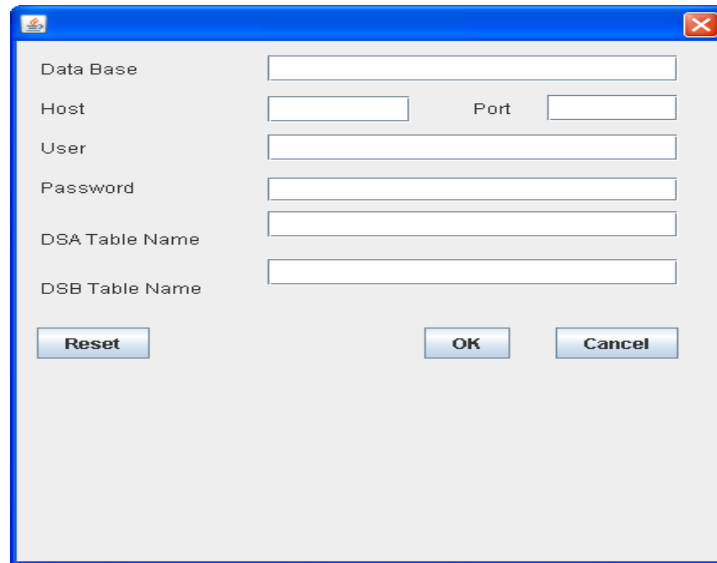 Data Base
Host Port
User
Password
DSA Table Name
DSB Table Name
Reset OK Cancel